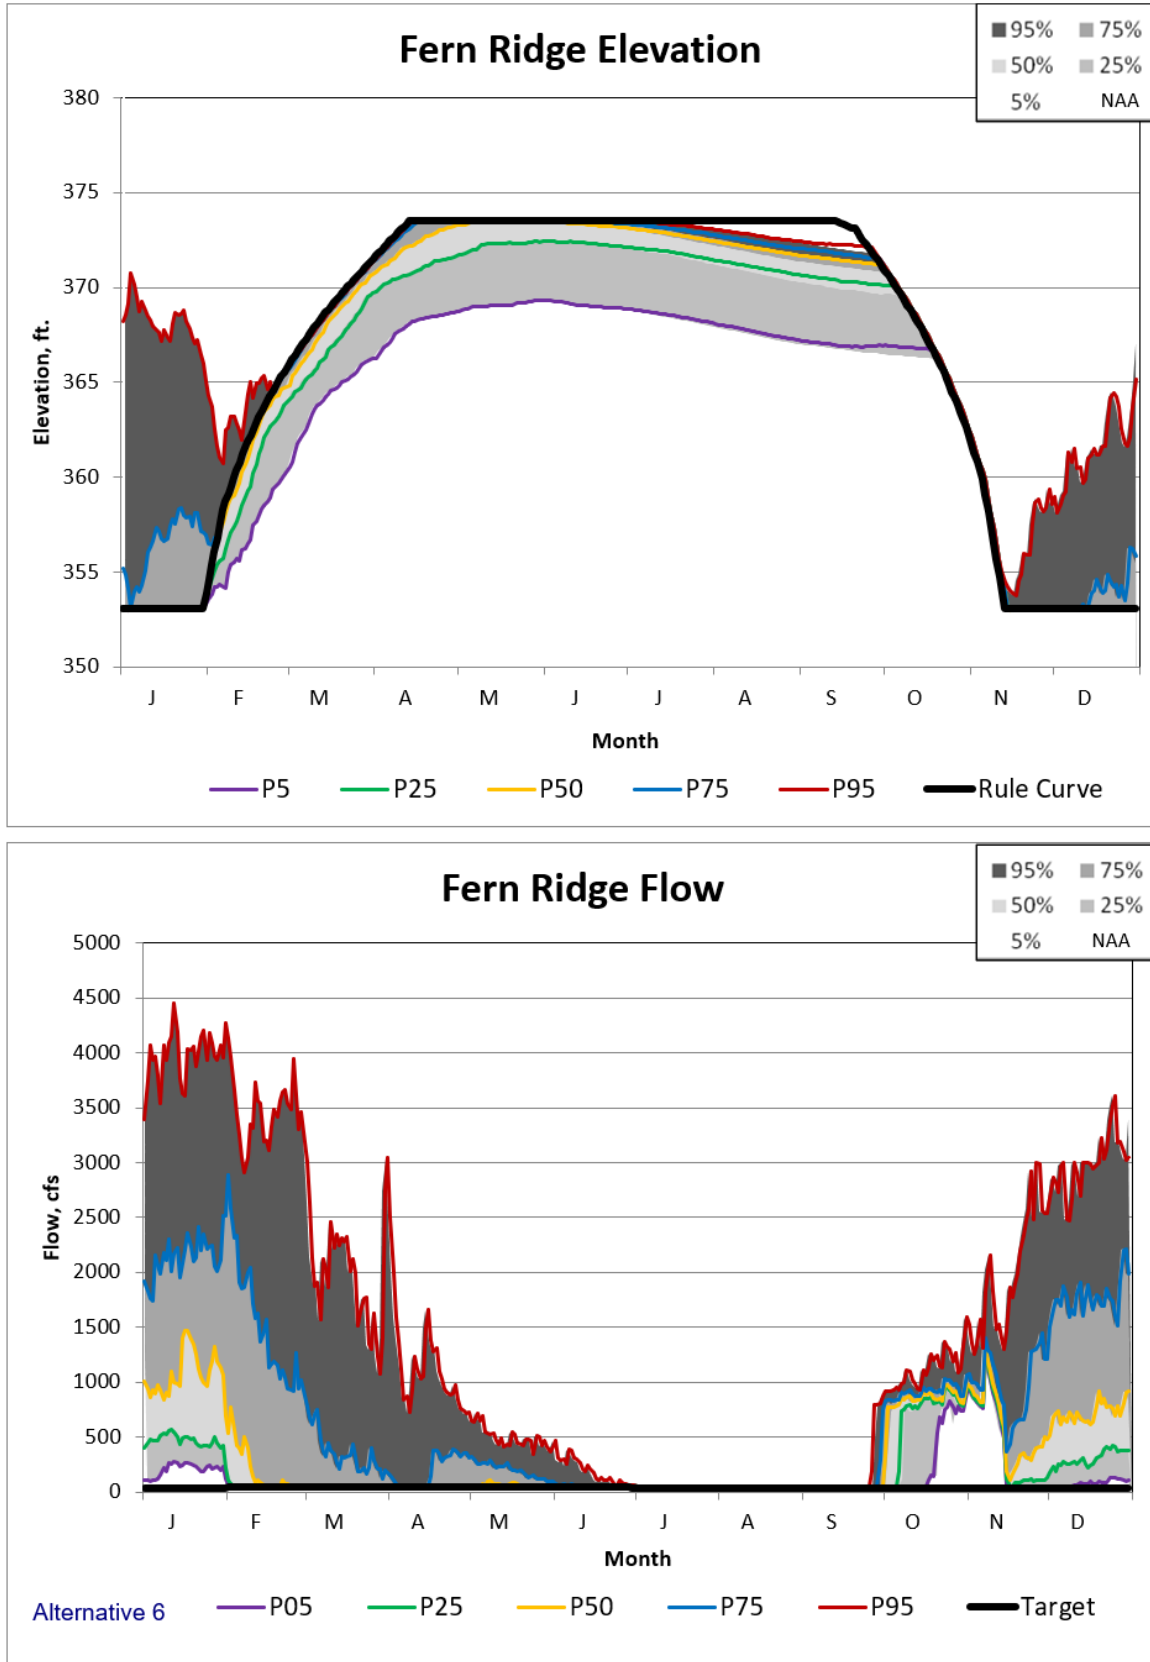 Fern Ridge Elevation
95% 75%
50% 25%
5% NAA
380
375
370
365
360
355
350
Elevation, ft.
J F M A M J J A S O N D
Month
P5 P25 P50 P75 P95 Rule Curve
Fern Ridge Flow
95% 75%
50% 25%
5% NAA
5000
4500
4000
3500
3000
2500
2000
1500
1000
500
0
Flow, cfs
J F M A M J J A S O N D
Month
Alternative 6 P05 P25 P50 P75 P95 Target